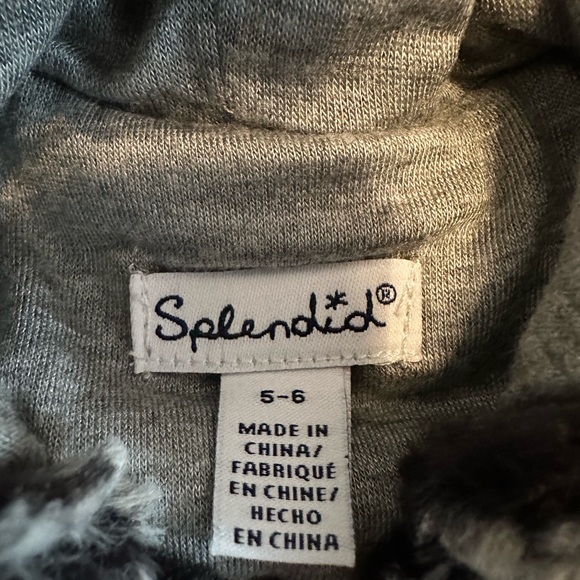 Splendid®
5-6
MADE IN
CHINA/
FABRIQUÉ
EN CHINE/
HECHO
EN CHINA